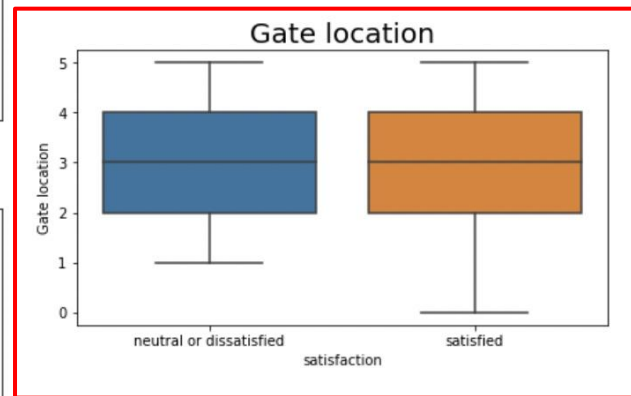 Gate location
5
4
3
2
1
0
Gate location
neutral or dissatisfied
satisfied
satisfaction